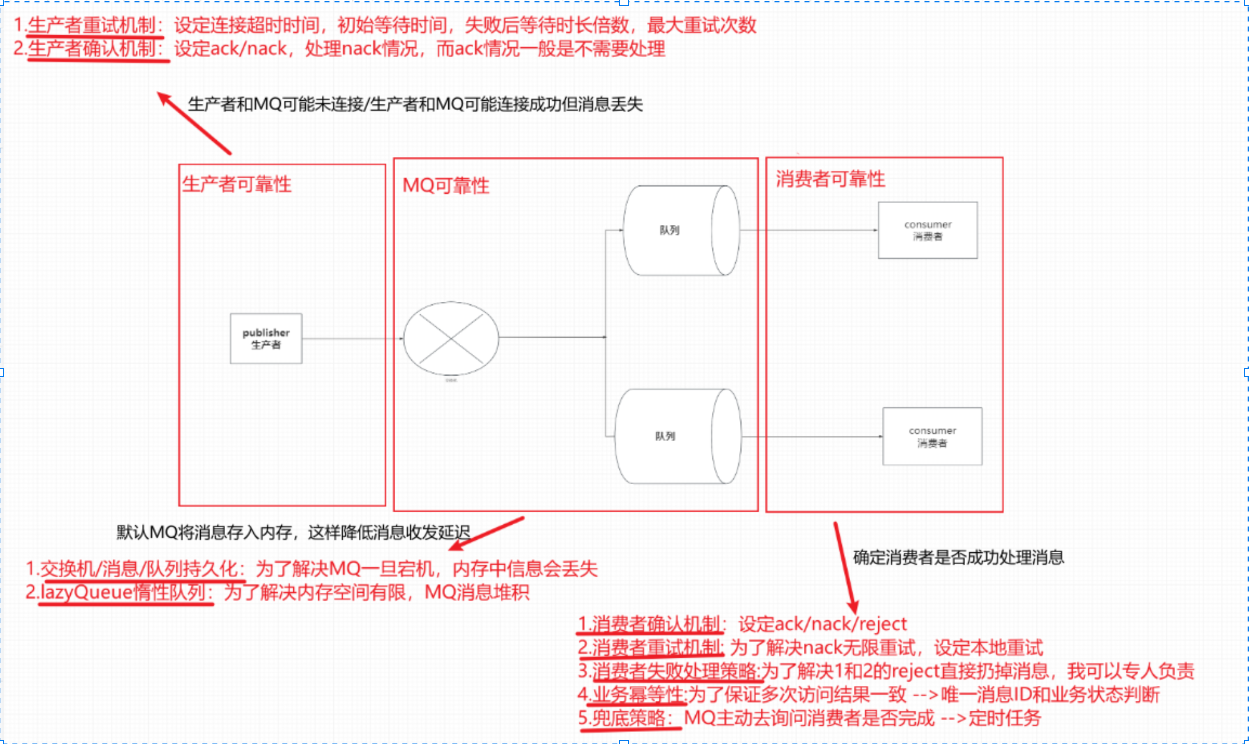 1.生产者重试机制：设定连接超时时间，初始等待时间，失败后等待时长倍数，最大重试次数
2.生产者确认机制：设定ack/nack，处理nack情况，而ack情况一般是不需要处理
生产者和MQ可能未连接/生产者和MQ可能连接成功但消息丢失
生产者可靠性
MQ可靠性
消费者可靠性
队列
consumer
消费者
publisher
生产者
队列
consumer
消费者
默认MQ将消息存入内存，这样降低消息收发延迟
1.交换机/消息/队列持久化：为了解决MQ一旦宕机，内存中信息会丢失
2.lazyQueue惰性队列：为了解决内存空间有限，MQ消息堆积
确定消费者是否成功处理消息
1.消费者确认机制：设定ack/nack/reject
2.消费者重试机制:为了解决nack无限重试，设定本地重试
3.消费者失败处理策略:为了解决1和2的reject直接扔掉消息，我可以专人负责
4.业务幂等性:为了保证多次访问结果一致 -->唯一消息ID和业务状态判断
5.兜底策略：MQ主动去询问消费者是否完成 -->定时任务